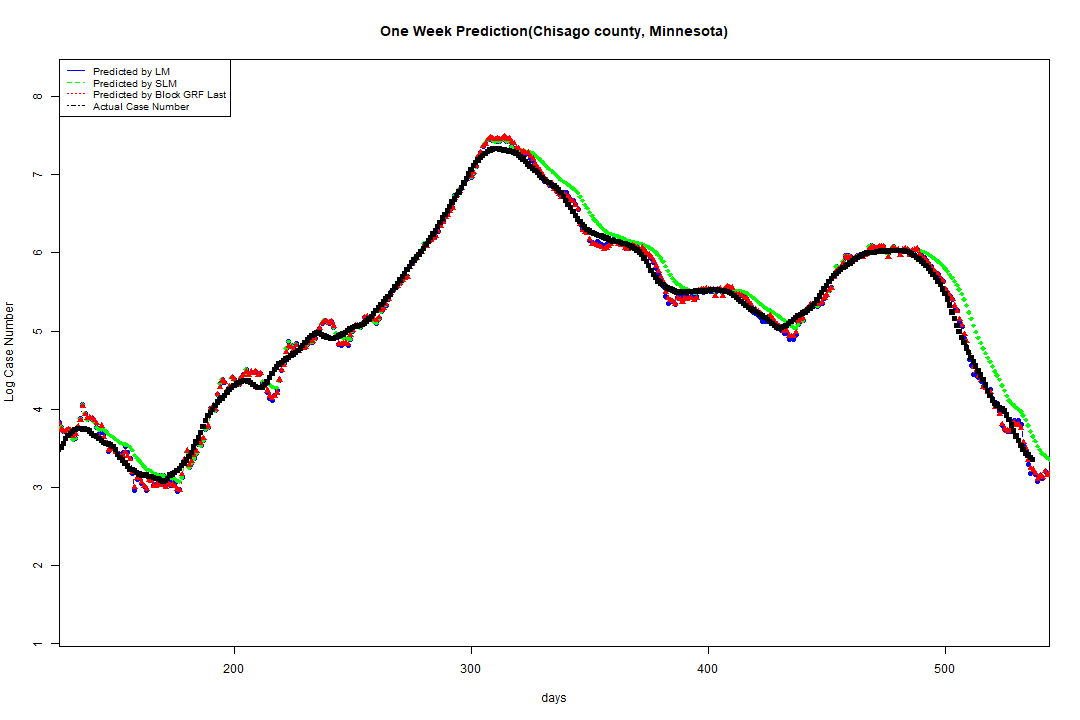 One Week Prediction(Chisago county, Minnesota)
Predicted by LM
Predicted by SLM
Predicted by Block GRF Last
Actual Case Number
8
7
6
5
4
3
2
1
Log Case Number
200 300 400 500
days